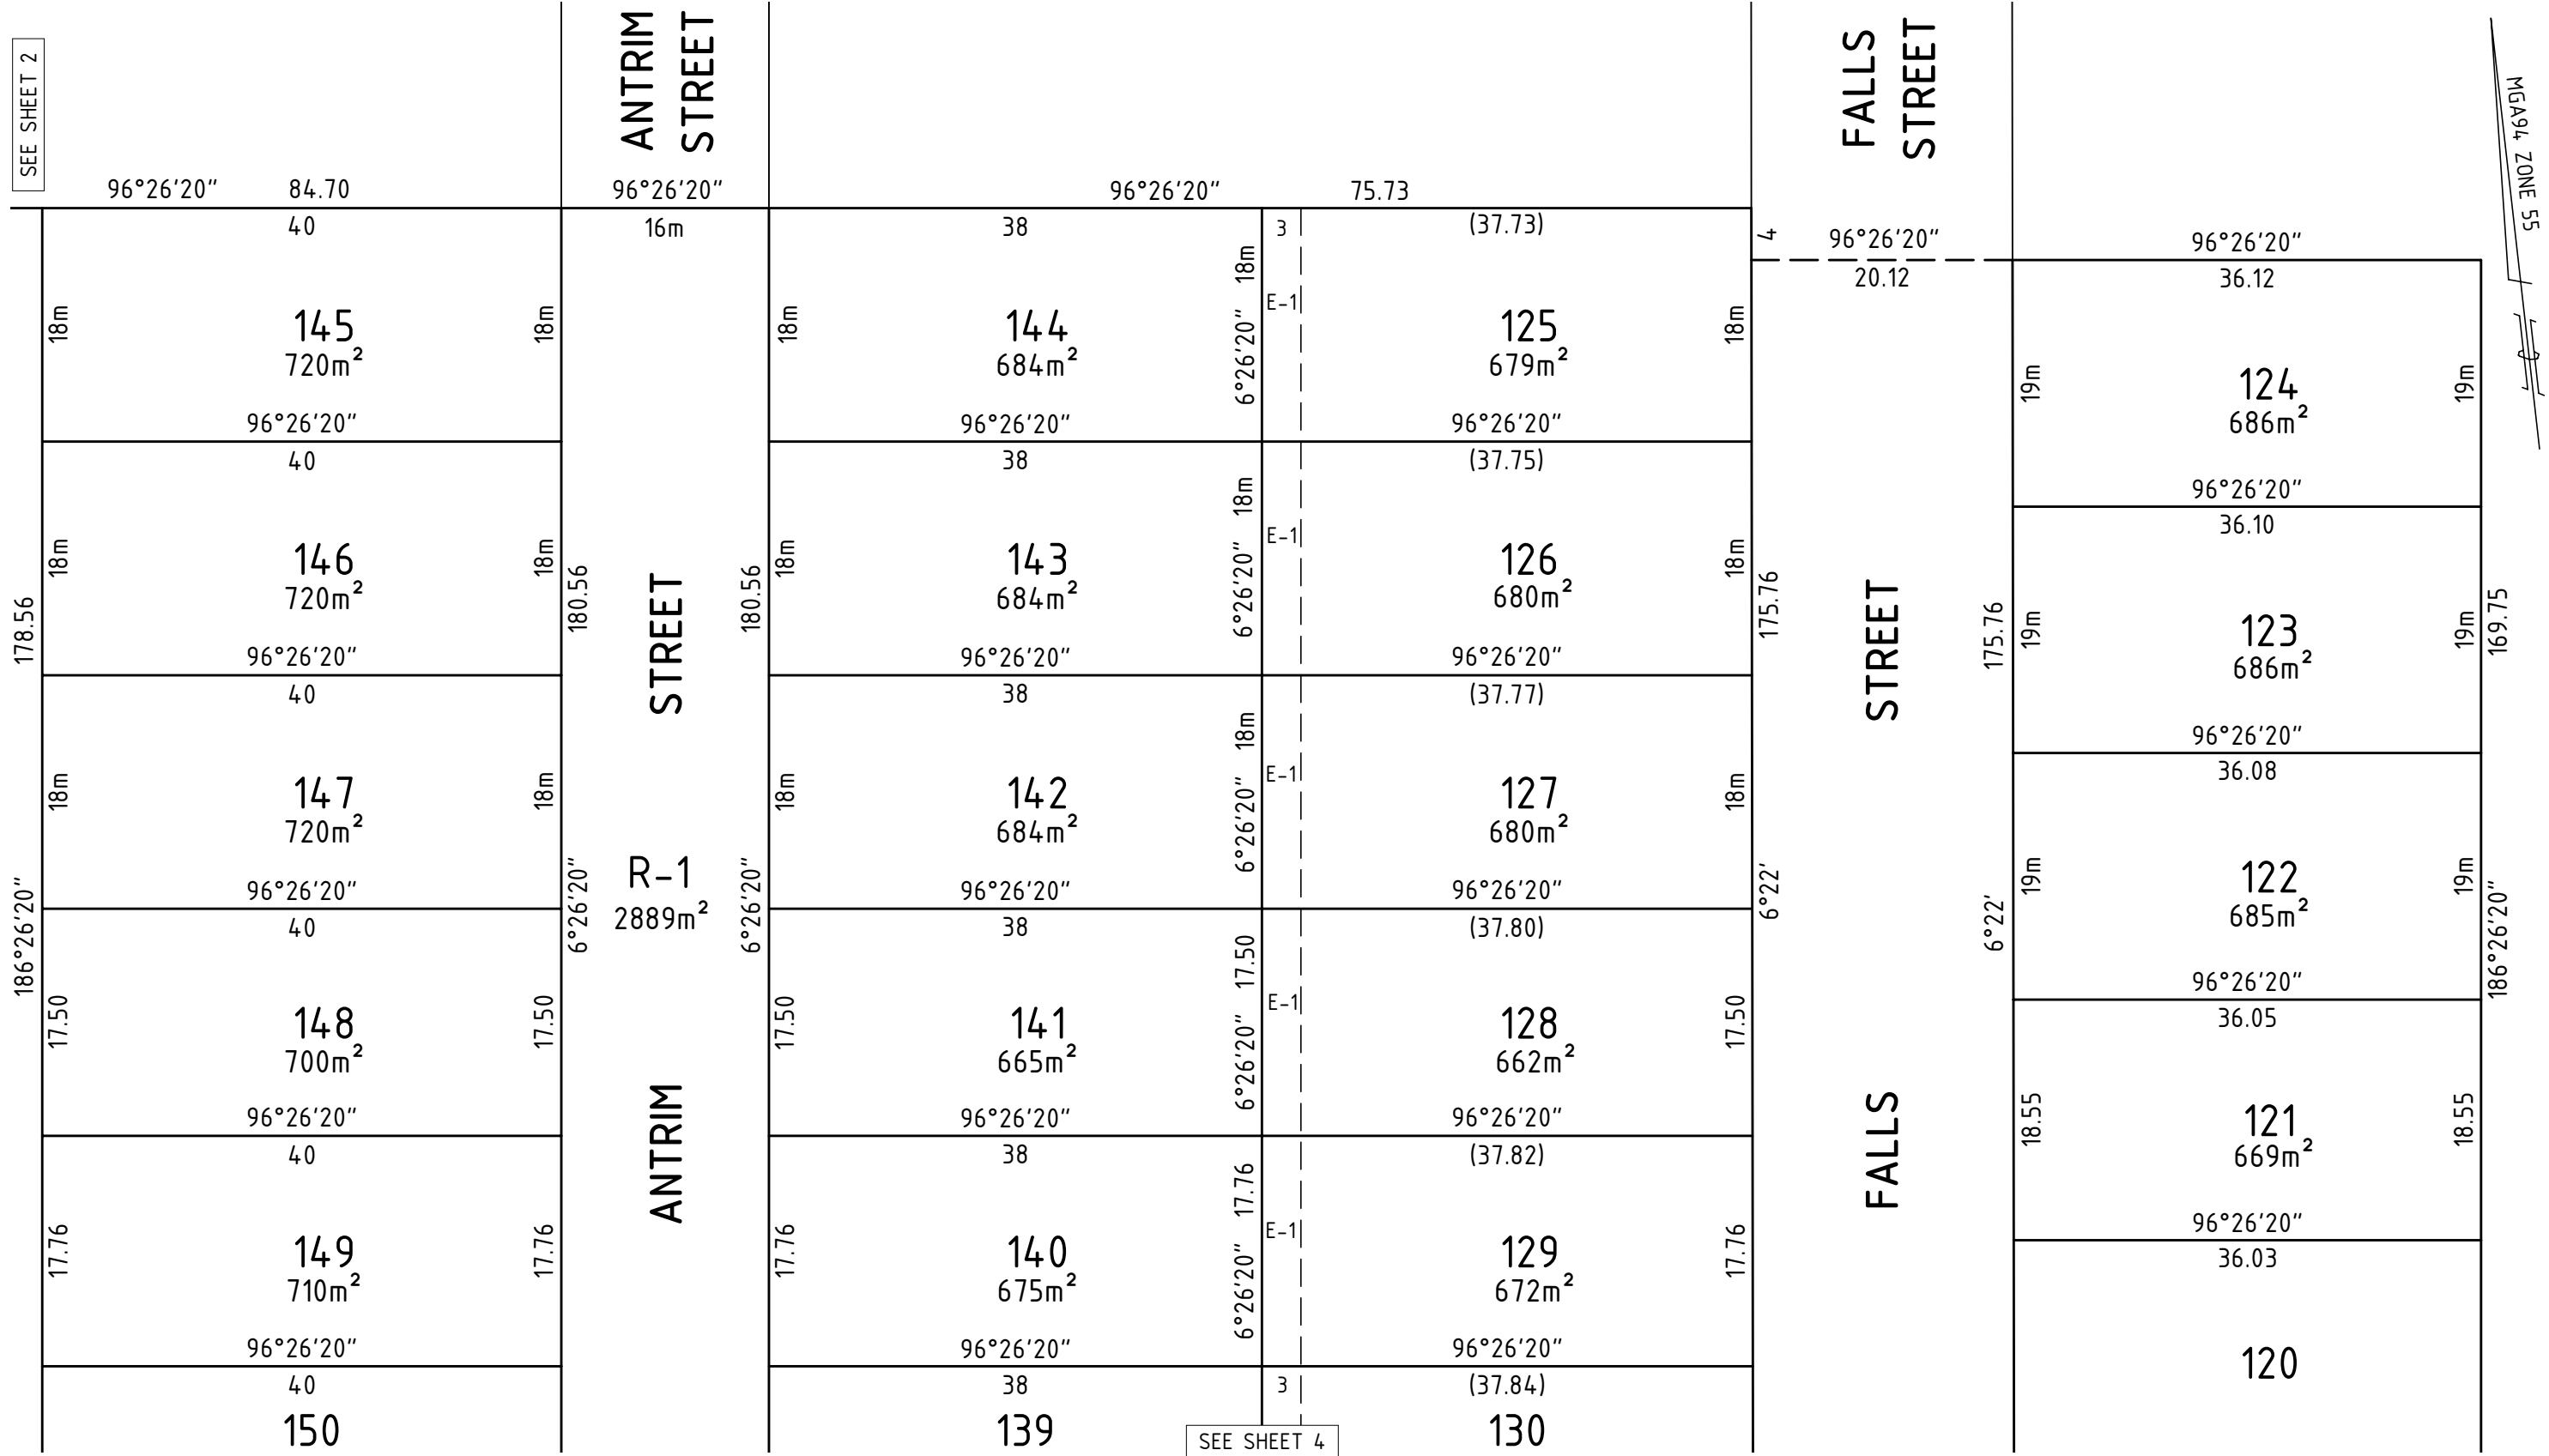 SEE SHEET 2
ANTRIM
STREET
FALLS
STREET
MGA94 ZONE 55
96°26'20" 84.70
96°26'20"
96°26'20" 75.73
96°26'20"
96°26'20"
40
16m
38
3
(37.73)
4
20.12
36.12
18m
145
720m²
18m
96°26'20"
18m
144
684m²
96°26'20"
6°26'20" 18m
E-1
125
679m²
18m
96°26'20"
19m
124
686m²
19m
96°26'20"
40
18m
146
720m²
18m
96°26'20"
38
18m
143
684m²
96°26'20"
6°26'20" 18m
E-1
(37.75)
126
680m²
18m
96°26'20"
36.10
19m
123
686m²
19m
96°26'20"
186°26'20" 178.56
6°26'20" 180.56
ANTRIM STREET
R-1
2889m²
6°26'20" 180.56
6°22' 175.76
FALLS STREET
6°22' 175.76
186°26'20" 169.75
40
18m
147
720m²
18m
96°26'20"
38
18m
142
684m²
96°26'20"
6°26'20" 18m
E-1
(37.77)
127
680m²
18m
96°26'20"
36.08
19m
122
685m²
19m
96°26'20"
40
17.50
148
700m²
17.50
96°26'20"
38
17.50
141
665m²
96°26'20"
6°26'20" 17.50
E-1
(37.80)
128
662m²
17.50
96°26'20"
36.05
18.55
121
669m²
18.55
96°26'20"
40
17.76
149
710m²
17.76
96°26'20"
38
17.76
140
675m²
96°26'20"
6°26'20" 17.76
E-1
(37.82)
129
672m²
17.76
96°26'20"
36.03
120
40
150
38
139
3
(37.84)
130
SEE SHEET 4